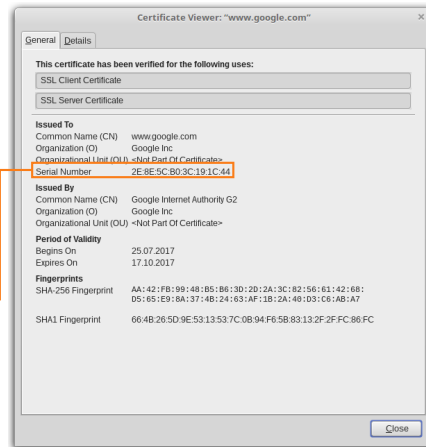 Certificate Viewer: "www.google.com"
General Details
This certificate has been verified for the following uses:
SSL Client Certificate
SSL Server Certificate
Issued To
Common Name (CN) www.google.com
Organization (O) Google Inc
Organizational Unit (OU) <Not Part Of Certificate>
Serial Number 2E:8E:5C:B0:3C:19:1C:44
Issued By
Common Name (CN) Google Internet Authority G2
Organization (O) Google Inc
Organizational Unit (OU) <Not Part Of Certificate>
Period of Validity
Begins On 25.07.2017
Expires On 17.10.2017
Fingerprints
SHA-256 Fingerprint AA:42:FB:99:48:B5:B6:3D:2D:2A:3C:82:56:61:42:68:
D5:65:E9:8A:37:4B:24:63:AF:1B:2A:40:D3:C6:AB:A7
SHA1 Fingerprint 66:4B:26:5D:9E:53:13:53:7C:0B:94:F6:5B:83:13:2F:2F:FC:86:FC
Close